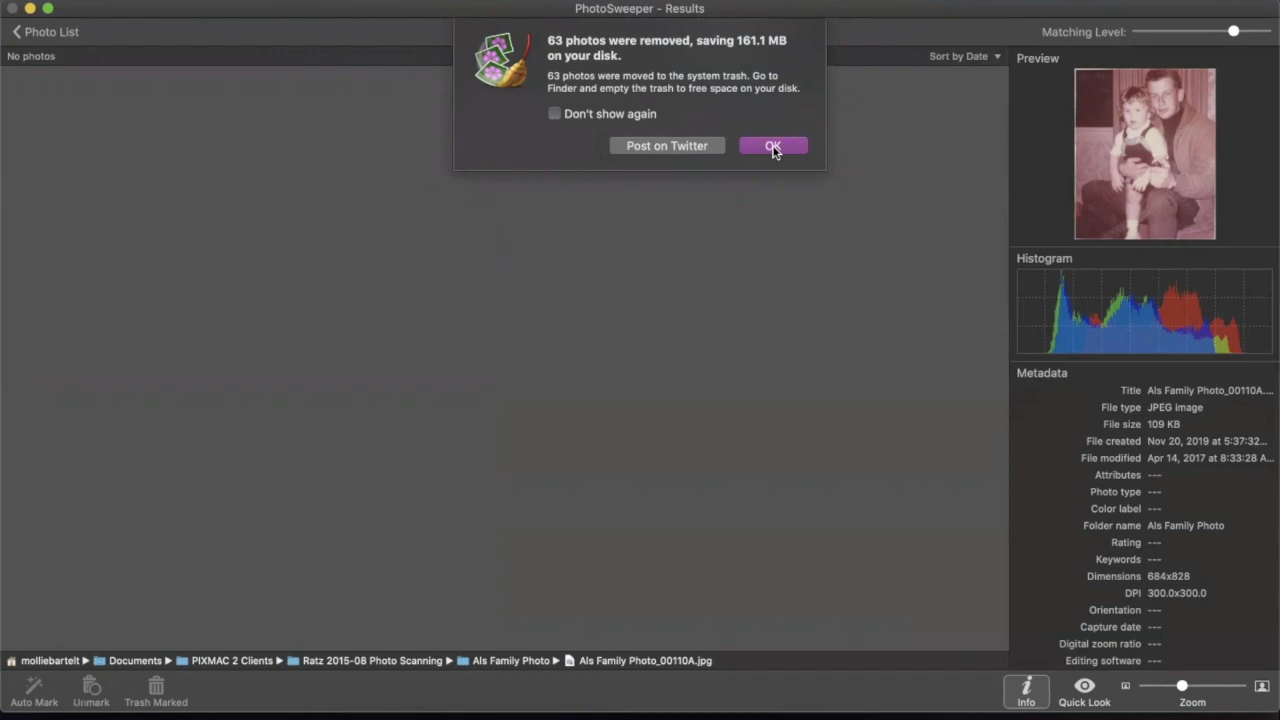 PhotoSweeper - Results
Photo List
Matching Level:
No photos
Sort by Date
63 photos were removed, saving 161.1 MB
on your disk.
63 photos were moved to the system trash. Go to
Finder and empty the trash to free space on your disk.
Don't show again
Post on Twitter
OK
Preview
Histogram
Metadata
Title Als Family Photo_00110A....
File type JPEG image
File size 109 KB
File created Nov 20, 2019 at 5:37:32...
File modified Apr 14, 2017 at 8:33:28 A...
Attributes ---
Photo type ---
Color label ---
Folder name Als Family Photo
Rating ---
Keywords ---
Dimensions 684x828
DPI 300.0x300.0
Orientation ---
Capture date ---
Digital zoom ratio ---
Editing software ---
molliebartelt Documents PIXMAC 2 Clients Ratz 2015-08 Photo Scanning Als Family Photo Als Family Photo_00110A.jpg
Auto Mark Unmark Trash Marked Info Quick Look Zoom